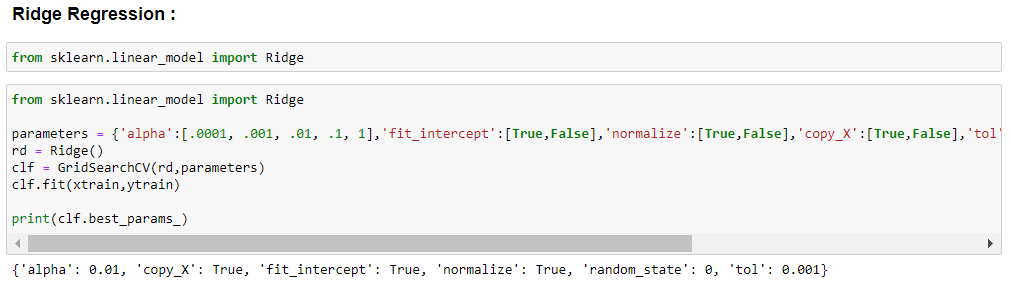 Ridge Regression :
from sklearn.linear_model import Ridge
from sklearn.linear_model import Ridge
parameters = {'alpha':[.0001, .001, .01, .1, 1],'fit_intercept':[True,False],'normalize':[True,False],'copy_X':[True,False],'tol'
rd = Ridge()
clf = GridSearchCV(rd,parameters)
clf.fit(xtrain,ytrain)
print(clf.best_params_)
{'alpha': 0.01, 'copy_X': True, 'fit_intercept': True, 'normalize': True, 'random_state': 0, 'tol': 0.001}